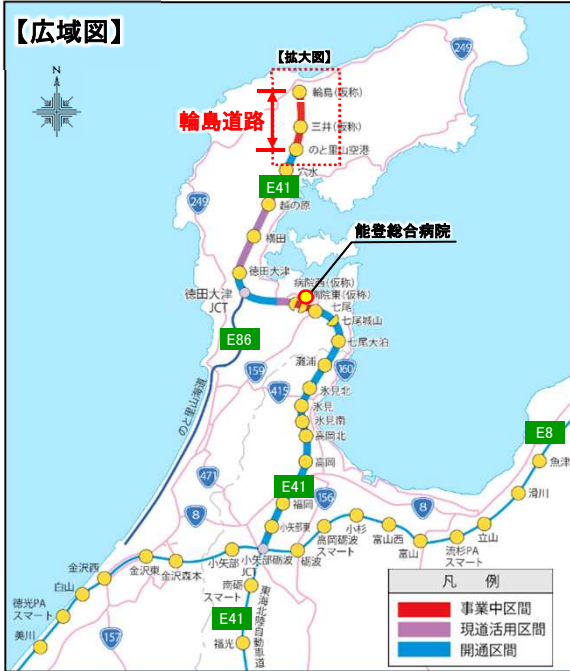 【広域図】
N
【拡大図】
249
輪島(仮称)
輪島道路
三井(仮称)
のと里山空港
穴水
E41
越の原
249
能登総合病院
横田
徳田大津
病院西(仮称)
徳田大津
JCT
病院東(仮称)
七尾
七尾城山
七尾大泊
E86
灘浦
159
160
415
氷見北
のと里山海道
氷見
氷見南
高岡北
E8
高岡
魚津
471
E41
156
滑川
福岡
8
8
小矢部東
小杉
立山
高岡砺波
スマート
富山西
富山
流杉PA
スマート
金沢西
金沢東
金沢森本
小矢部
小矢部砺波
JCT
砺波
白山
南砺
スマート
徳光PA
スマート
東海北陸自動車道
E41
美川
157
福光
凡 例
事業中区間
現道活用区間
開通区間